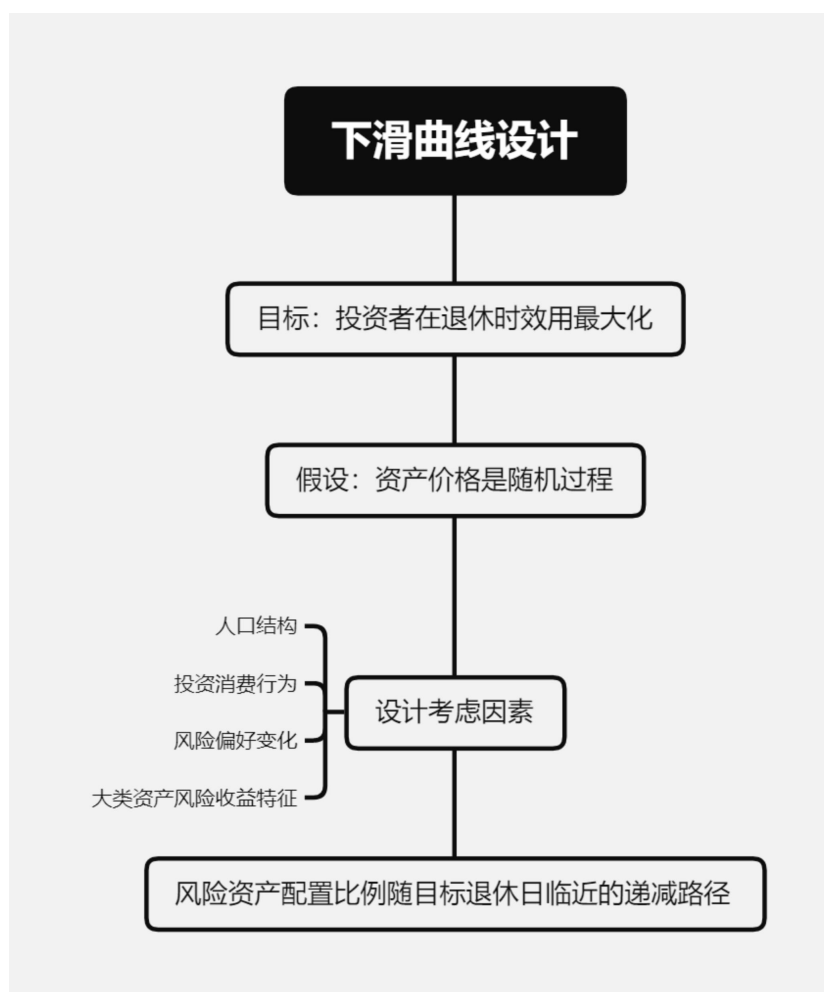 下滑曲线设计
目标：投资者在退休时效用最大化
假设：资产价格是随机过程
人口结构
投资消费行为
风险偏好变化
大类资产风险收益特征
设计考虑因素
风险资产配置比例随目标退休日临近的递减路径